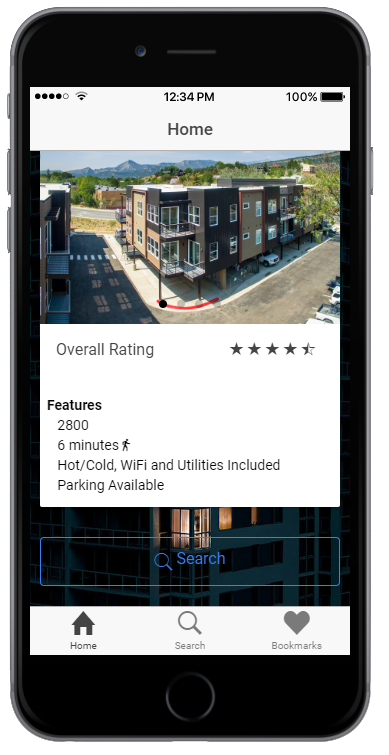 12:34 PM
100%
Home
Overall Rating
Features
2800
6 minutes
Hot/Cold, WiFi and Utilities Included
Parking Available
Search
Home
Search
Bookmarks